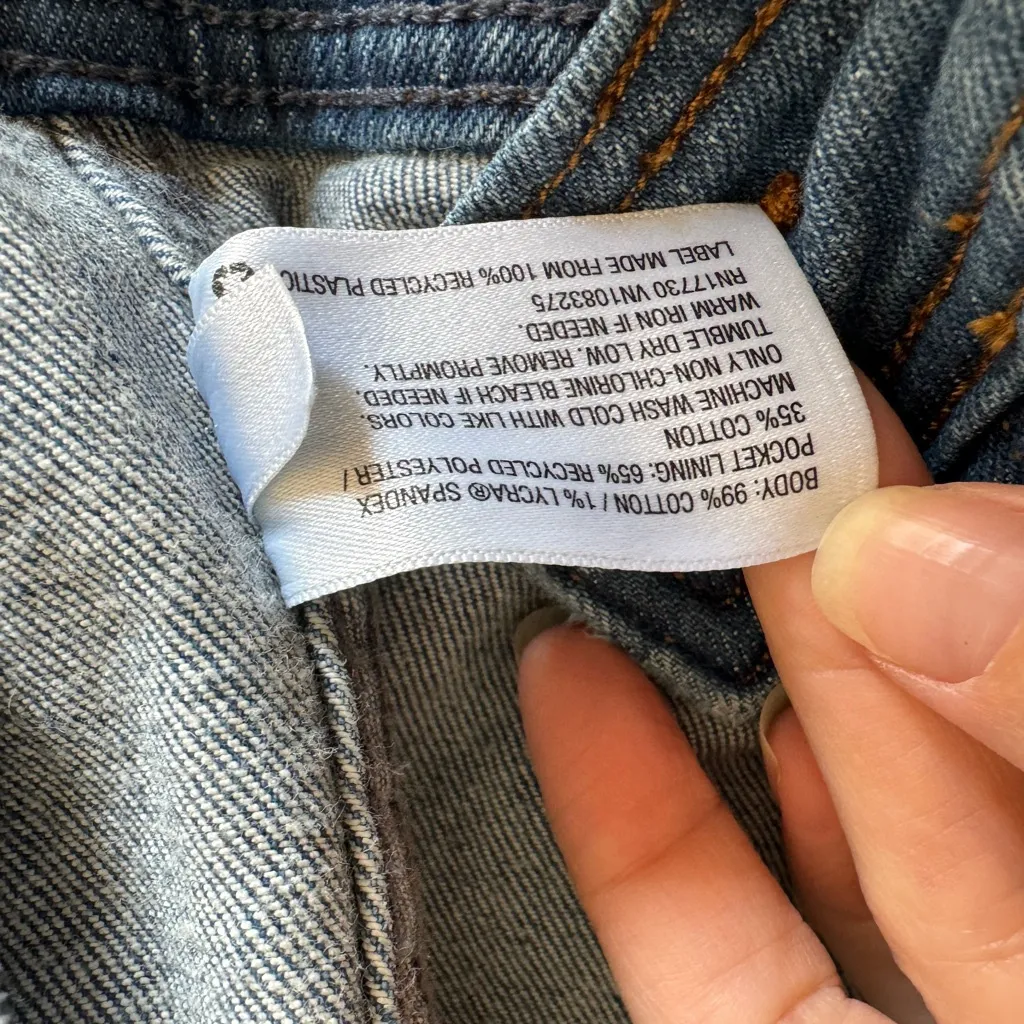 BODY: 99% COTTON / 1% LYCRA® SPANDEX
POCKET LINING: 65% RECYCLED POLYESTER /
35% COTTON
MACHINE WASH COLD WITH LIKE COLORS.
ONLY NON-CHLORINE BLEACH IF NEEDED.
TUMBLE DRY LOW. REMOVE PROMPTLY.
WARM IRON IF NEEDED.
RN17730 VN1083275
LABEL MADE FROM 100% RECYCLED PLASTIC